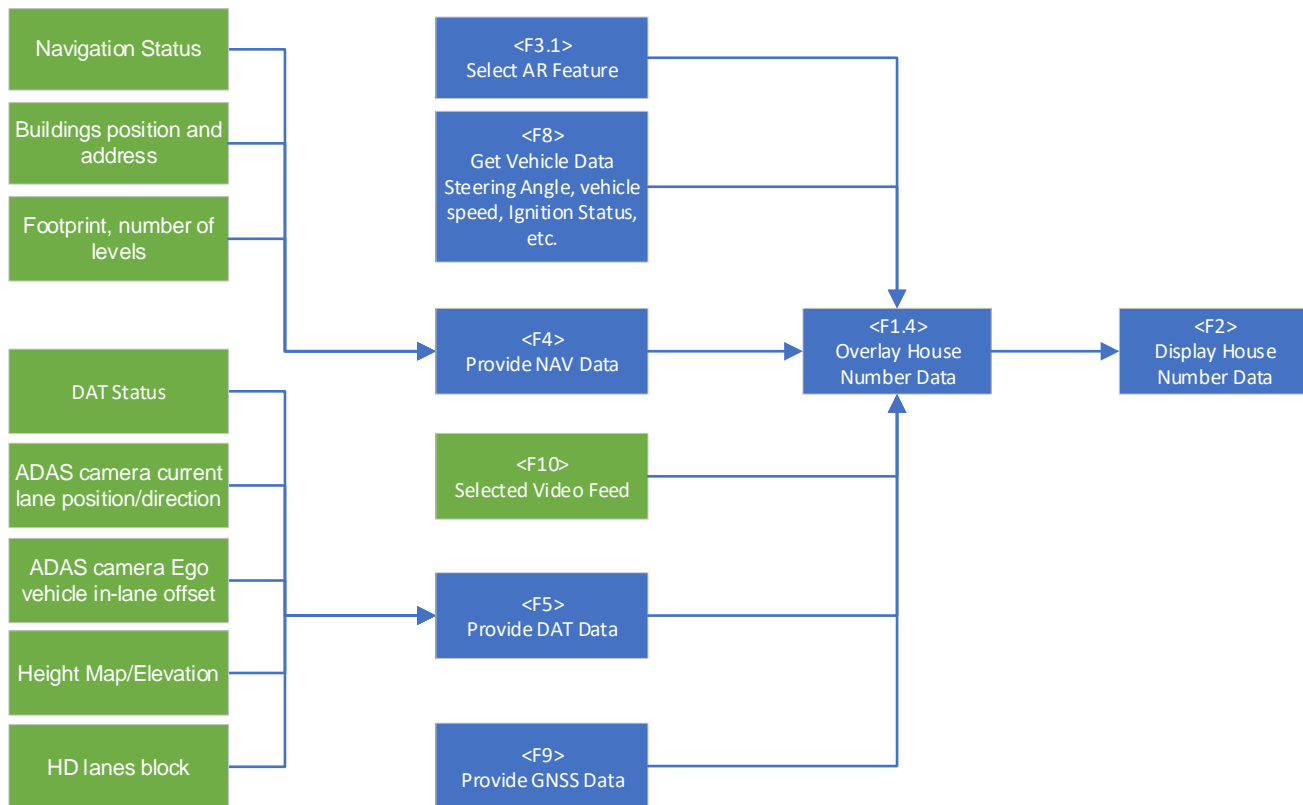 Navigation Status
Buildings position and
address
Footprint, number of
levels
DAT Status
ADAS camera current
lane position/direction
ADAS camera Ego
vehicle in-lane offset
Height Map/Elevation
HD lanes block
<F3.1>
Select AR Feature
<F8>
Get Vehicle Data
Steering Angle, vehicle
speed, Ignition Status,
etc.
<F4>
Provide NAV Data
<F10>
Selected Video Feed
<F5>
Provide DAT Data
<F9>
Provide GNSS Data
<F1.4>
Overlay House
Number Data
<F2>
Display House
Number Data